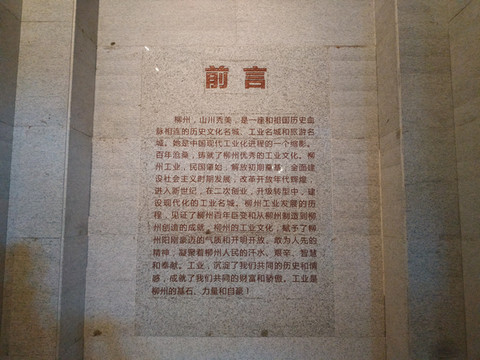 前言
柳州，山川秀美，是一座和祖国历史血
脉相连的历史文化名城、工业名城和旅游名
城。她是中国现代工业化进程的一个缩影。
百年沧桑，铸就了柳州优秀的工业文化。柳
州工业，民国肇始，解放初期奠基，全面建
设社会主义时期发展，改革开放年代辉煌，
进入新世纪，在二次创业，升级转型中，建
设现代化的工业名城。柳州工业发展的历
程，见证了柳州百年巨变和从柳州制造到柳
州创造的成就。柳州的工业文化，赋予了柳
州阳刚豪迈的气质和开明开放、敢为人先的
精神，凝聚着柳州人民的汗水、艰辛、智慧
和奉献。工业，沉淀了我们共同的历史和情
感，成就了我们共同的财富和骄傲。工业是
柳州的基石、力量和自豪！